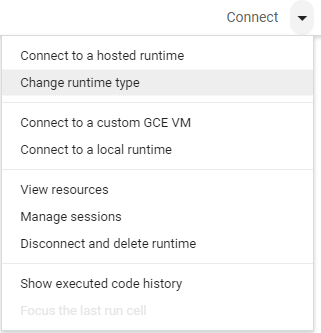 Connect
Connect to a hosted runtime
Change runtime type
Connect to a custom GCE VM
Connect to a local runtime
View resources
Manage sessions
Disconnect and delete runtime
Show executed code history
Focus the last run cell